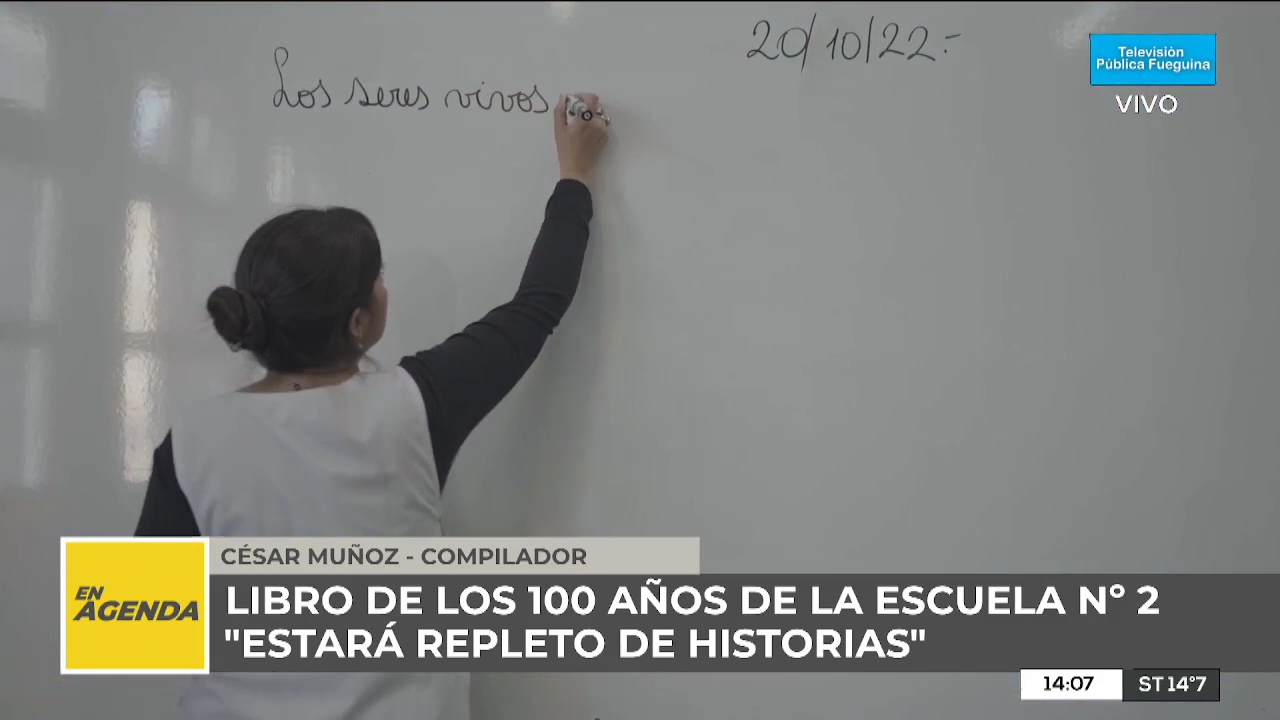 20/10/22.-
Los seres vivos
Televisión
Pública Fueguina
VIVO
CÉSAR MUÑOZ - COMPILADOR
EN
AGENDA
LIBRO DE LOS 100 AÑOS DE LA ESCUELA Nº 2
"ESTARÁ REPLETO DE HISTORIAS"
14:07
ST 14°7